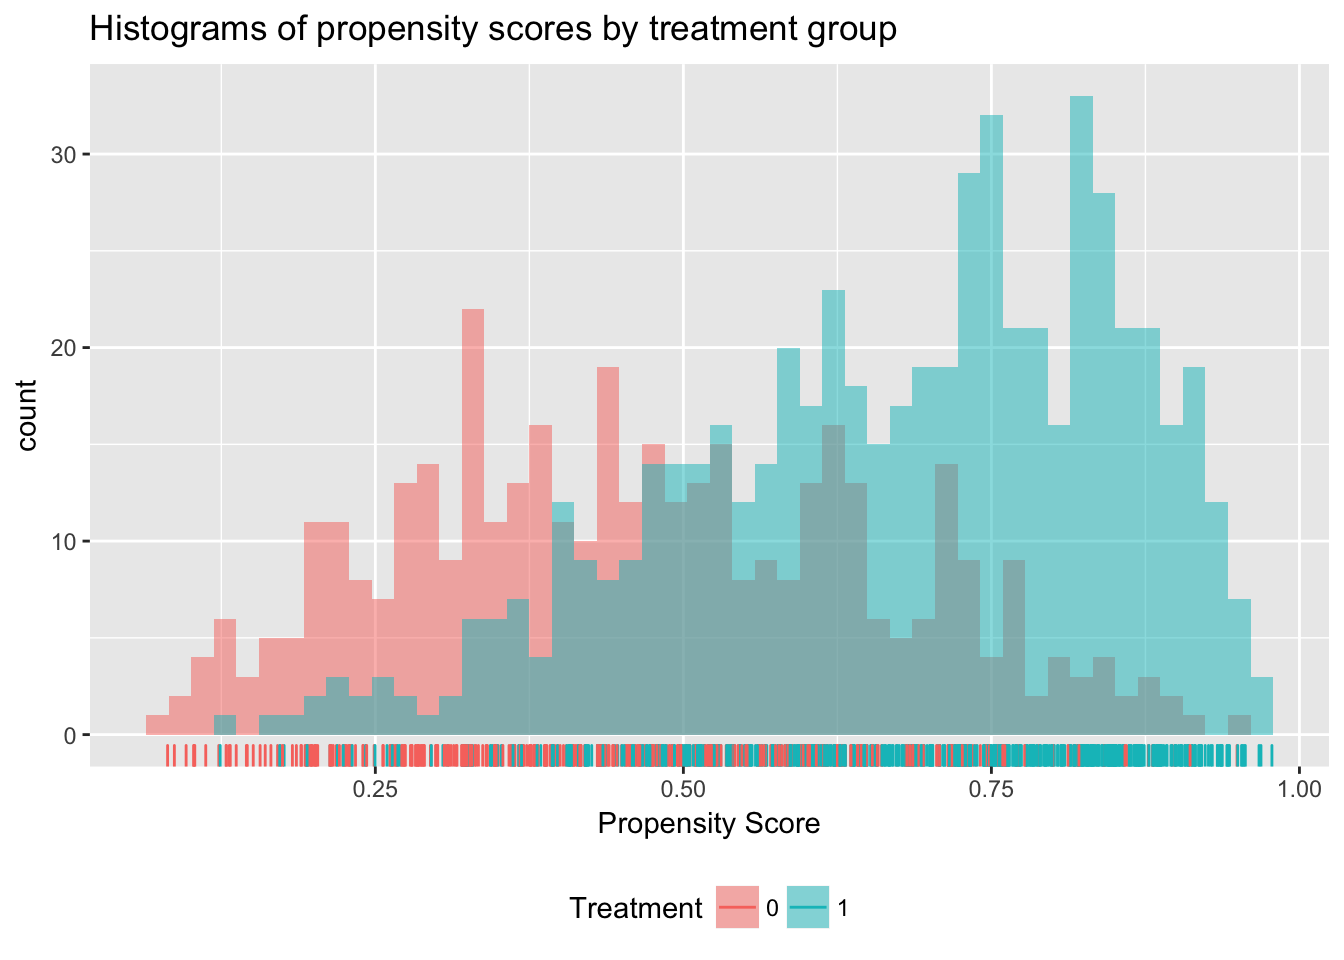 Histograms of propensity scores by treatment group
30
20
10
0
count
0.25 0.50 0.75 1.00
Propensity Score
Treatment 0 1